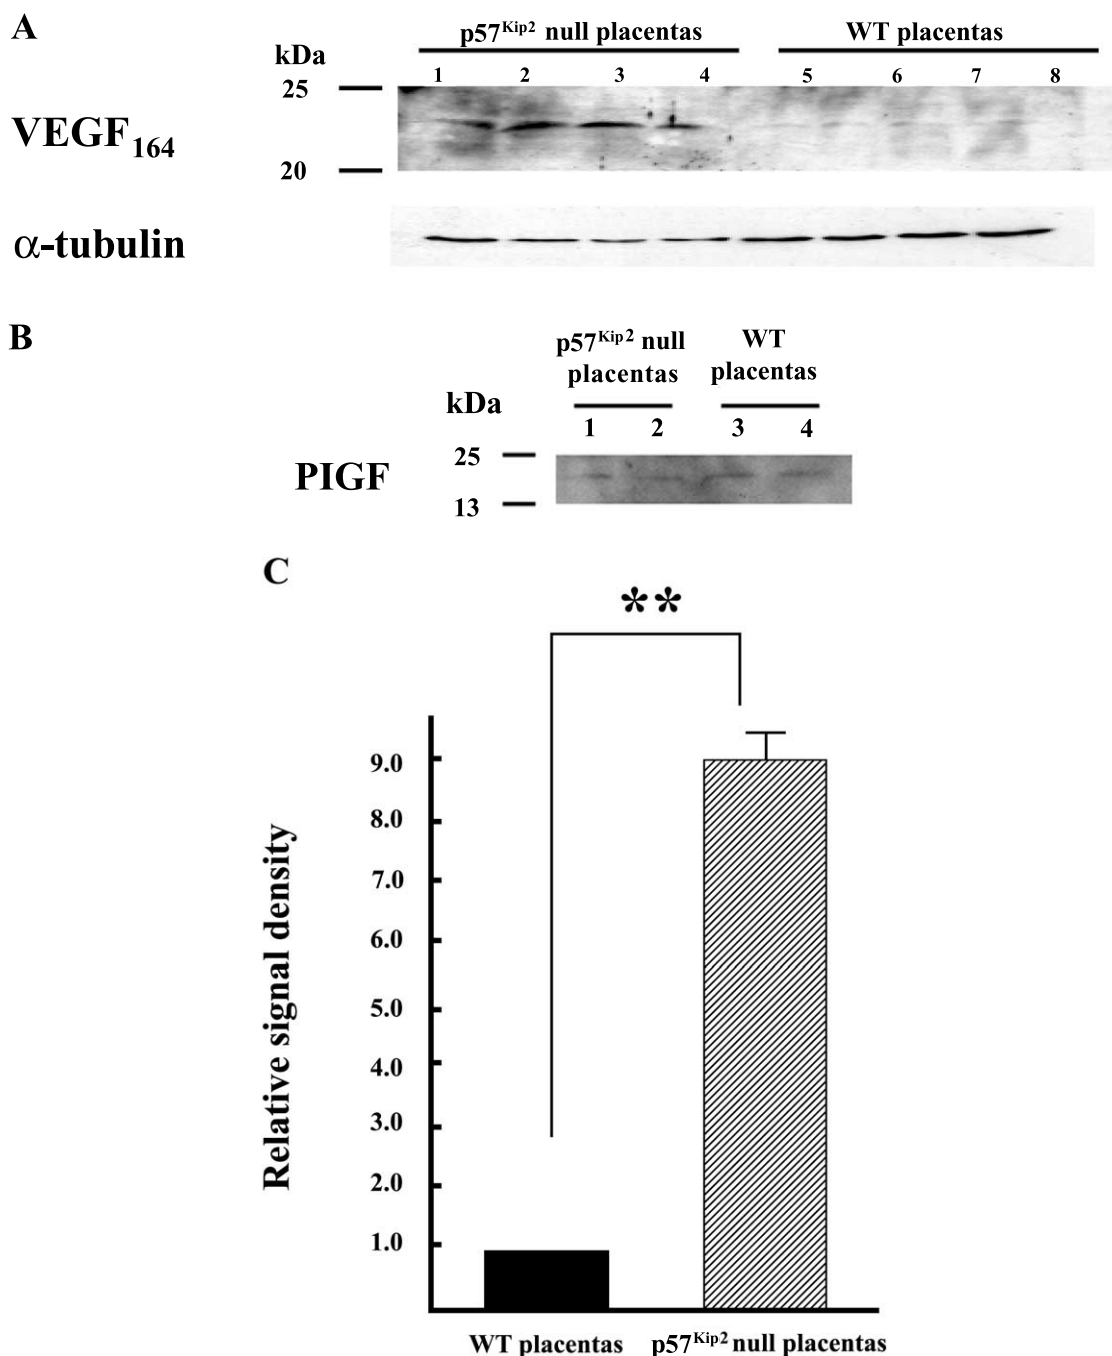 A
p57Kip2 null placentas WT placentas
kDa
1 2 3 4 5 6 7 8
25
VEGF164
20
α-tubulin
B
p57Kip2 null placentas
WT placentas
kDa
1 2 3 4
25
PIGF
13
C
**
9.0
8.0
7.0
6.0
5.0
4.0
3.0
2.0
1.0
Relative signal density
WT placentas p57Kip2 null placentas